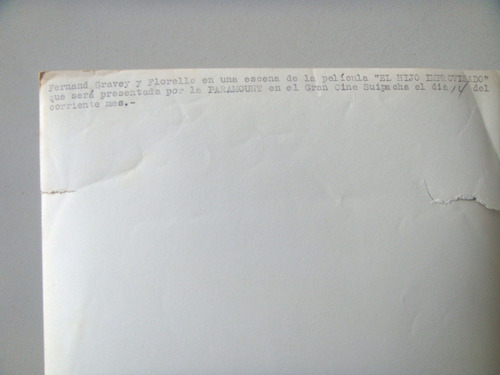 Fernand Gravey y Florelle en una escena de la película "EL HIJO IMPROVISADO"
que será presentada por la PARAMOUNT en el Gran Cine Suipacha el día del
corriente mes.-